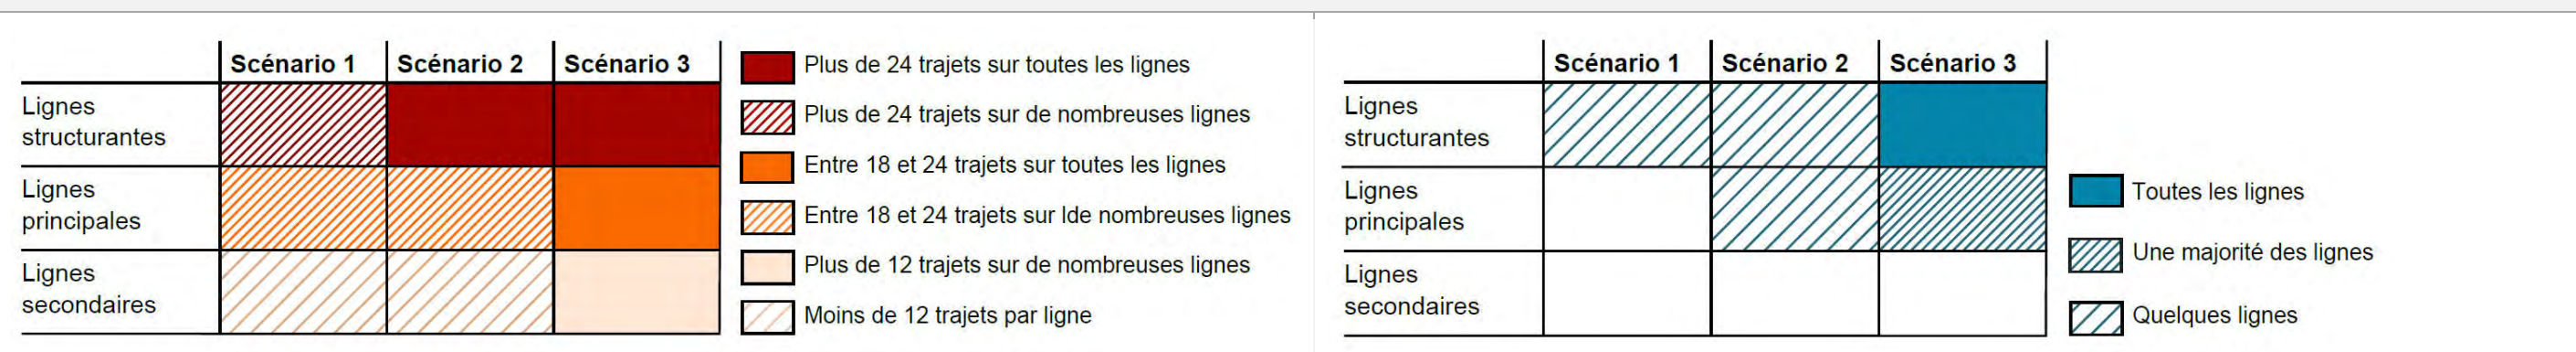 Scénario 1 Scénario 2 Scénario 3
Lignes
structurantes
Lignes
principales
Lignes
secondaires
Plus de 24 trajets sur toutes les lignes
Plus de 24 trajets sur de nombreuses lignes
Entre 18 et 24 trajets sur toutes les lignes
Entre 18 et 24 trajets sur lde nombreuses lignes
Plus de 12 trajets sur de nombreuses lignes
Moins de 12 trajets par ligne
Scénario 1 Scénario 2 Scénario 3
Lignes
structurantes
Lignes
principales
Lignes
secondaires
Toutes les lignes
Une majorité des lignes
Quelques lignes